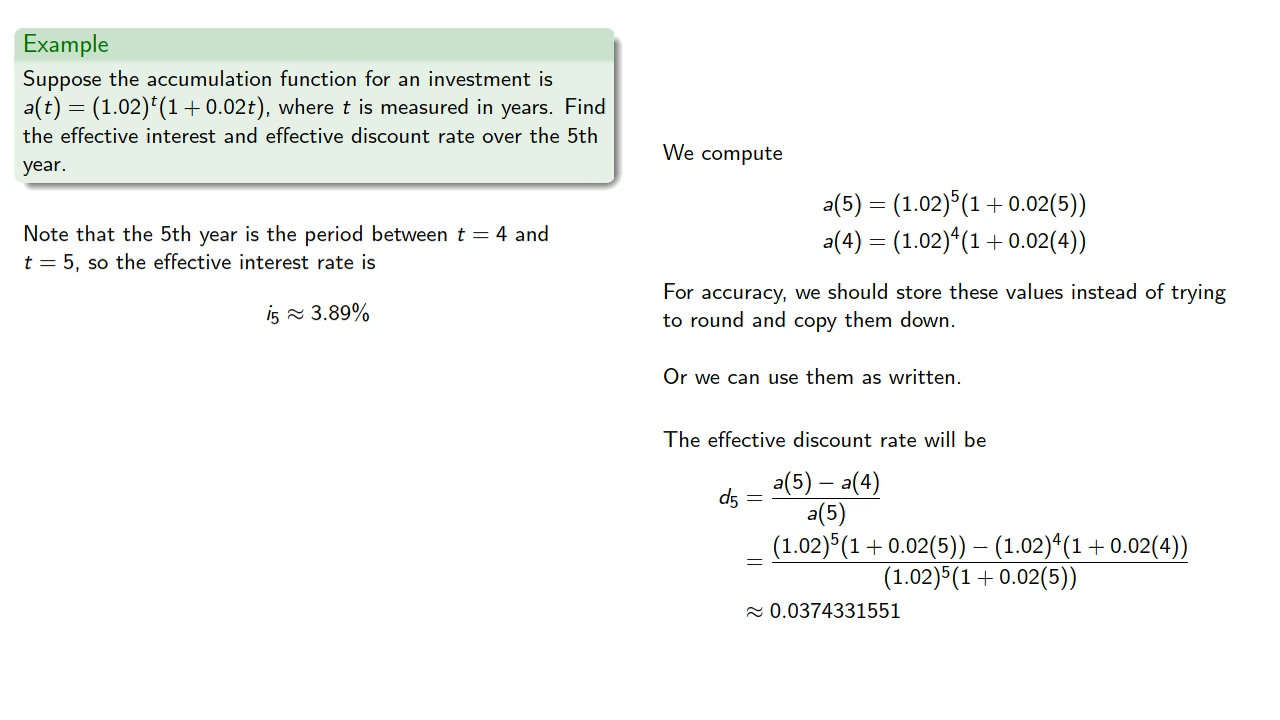 Example
Suppose the accumulation function for an investment is
a(t) = (1.02)^t(1 + 0.02t), where t is measured in years. Find
the effective interest and effective discount rate over the 5th
year.
Note that the 5th year is the period between t = 4 and
t = 5, so the effective interest rate is
i₅ ≈ 3.89%
We compute
a(5) = (1.02)⁵(1 + 0.02(5))
a(4) = (1.02)⁴(1 + 0.02(4))
For accuracy, we should store these values instead of trying
to round and copy them down.
Or we can use them as written.
The effective discount rate will be
d₅ = (a(5) − a(4)) / a(5)
= ((1.02)⁵(1 + 0.02(5)) − (1.02)⁴(1 + 0.02(4))) / ((1.02)⁵(1 + 0.02(5)))
≈ 0.0374331551